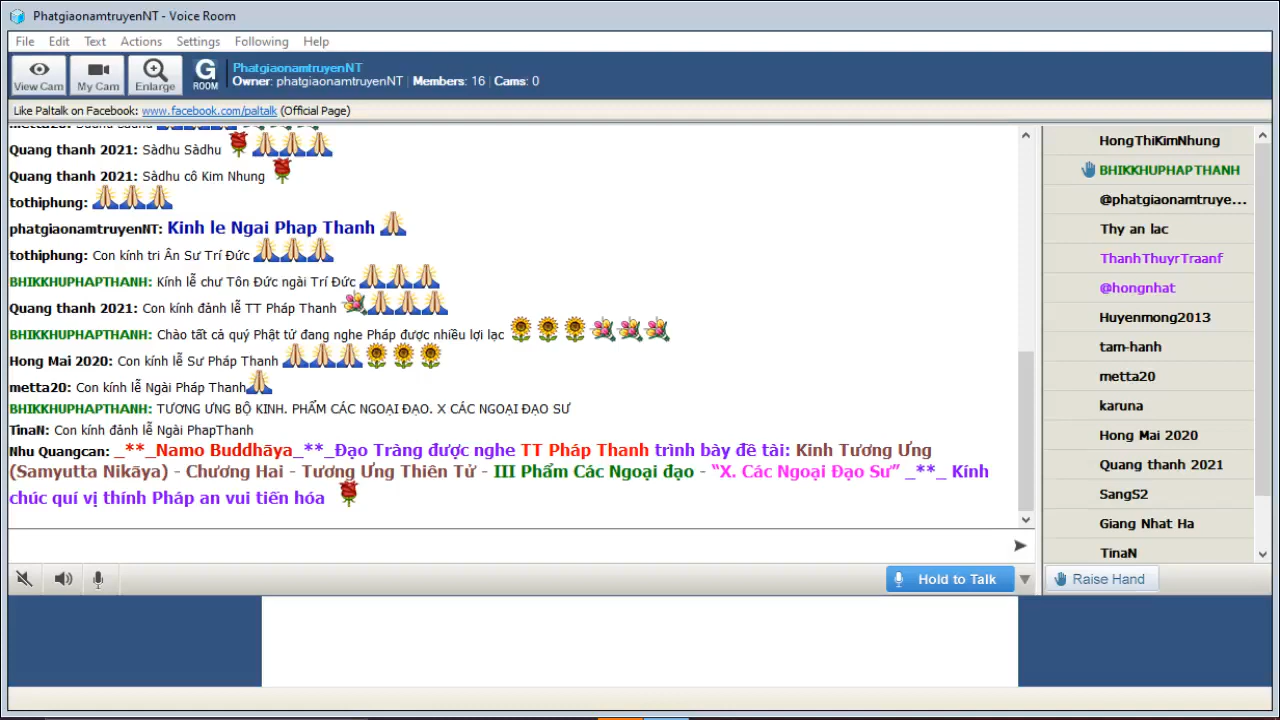 PhatgiaonamtruyenNT - Voice Room
File Edit Text Actions Settings Following Help
View Cam My Cam Enlarge G ROOM
PhatgiaonamtruyenNT
Owner: phatgiaonamtruyenNT | Members: 16 | Cams: 0
Like Paltalk on Facebook: www.facebook.com/paltalk (Official Page)
metta20: Sadhu sadhu
Quang thanh 2021: Sàdhu Sàdhu
Quang thanh 2021: Sàdhu cô Kim Nhung
tothiphung:
phatgiaonamtruyenNT: Kinh le Ngai Phap Thanh
tothiphung: Con kính tri Ân Sư Trí Đức
BHIKKHUPHAPTHANH: Kính lễ chư Tôn Đức ngài Trí Đức
Quang thanh 2021: Con kính đảnh lễ TT Pháp Thanh
BHIKKHUPHAPTHANH: Chào tất cả quý Phật tử đang nghe Pháp được nhiều lợi lạc
Hong Mai 2020: Con kính lễ Sư Pháp Thanh
metta20: Con kính lễ Ngài Pháp Thanh
BHIKKHUPHAPTHANH: TƯƠNG ƯNG BỘ KINH. PHẨM CÁC NGOẠI ĐẠO. X CÁC NGOẠI ĐẠO SƯ
TinaN: Con kính đảnh lễ Ngài PhapThanh
Nhu Quangcan: _**_Namo Buddhāya_**_Đạo Tràng được nghe TT Pháp Thanh trình bày đề tài: Kinh Tương Ưng
(Samyutta Nikāya) - Chương Hai - Tương Ưng Thiên Tử - III Phẩm Các Ngoại đạo - “X. Các Ngoại Đạo Sư” _**_ Kính
chúc quí vị thính Pháp an vui tiến hóa
Hold to Talk
HongThiKimNhung
BHIKKHUPHAPTHANH
@phatgiaonamtruye...
Thy an lac
ThanhThuyrTraanf
@hongnhat
Huyenmong2013
tam-hanh
metta20
karuna
Hong Mai 2020
Quang thanh 2021
SangS2
Giang Nhat Ha
TinaN
Raise Hand